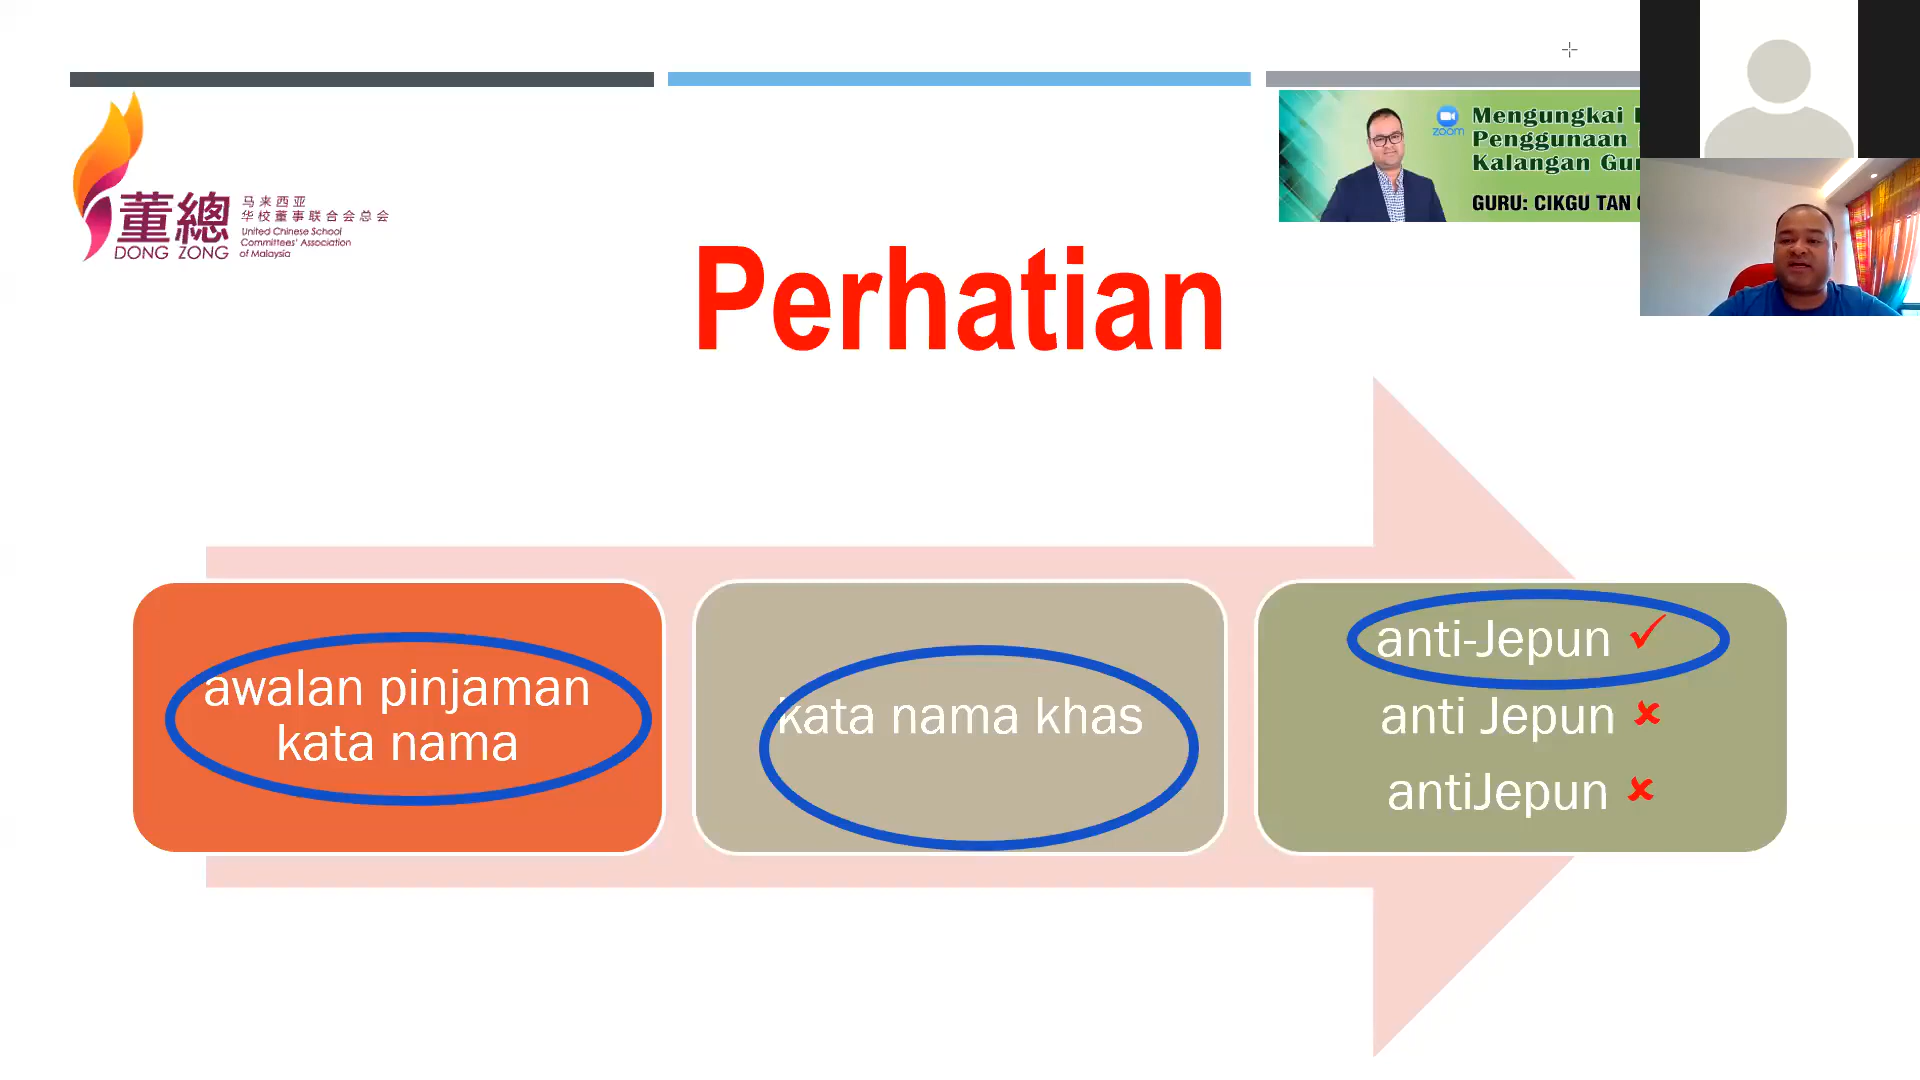 董總
DONG ZONG
马来西亚
华校董事联合会总会
United Chinese School
Committees' Association
of Malaysia
zoom
Mengungkai
Penggunaan
Kalangan
GURU: CIKGU TAN
Perhatian
awalan pinjaman
kata nama
kata nama khas
anti-Jepun ✓
anti Jepun ✘
antiJepun ✘